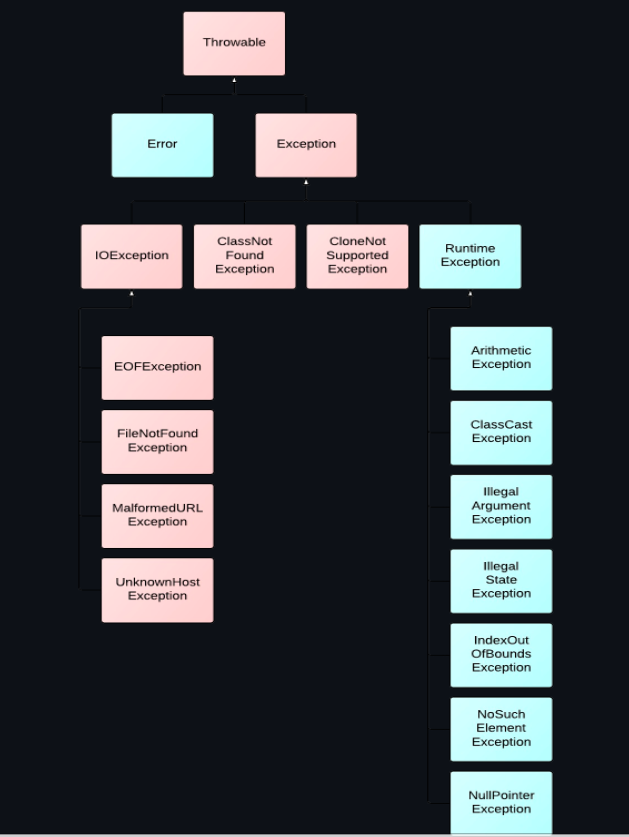 Throwable
Error
Exception
IOException
ClassNot
Found
Exception
CloneNot
Supported
Exception
Runtime
Exception
EOFException
FileNotFound
Exception
MalformedURL
Exception
UnknownHost
Exception
Arithmetic
Exception
ClassCast
Exception
Illegal
Argument
Exception
Illegal
State
Exception
IndexOut
OfBounds
Exception
NoSuch
Element
Exception
NullPointer
Exception